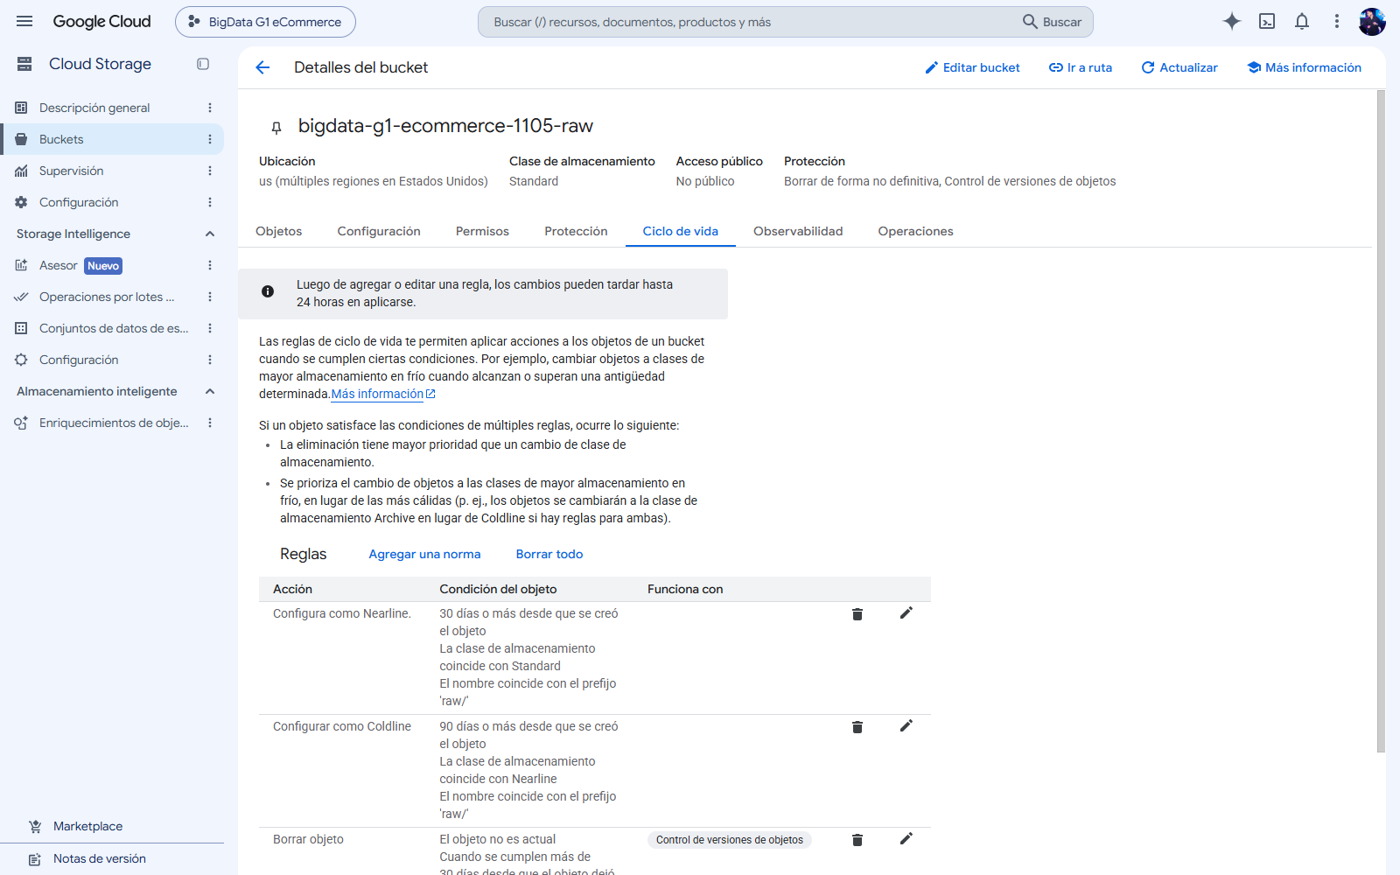 Google Cloud
BigData G1 eCommerce
Buscar (/) recursos, documentos, productos y más
Buscar
Cloud Storage
Descripción general
Buckets
Supervisión
Configuración
Storage Intelligence
Asesor Nuevo
Operaciones por lotes ...
Conjuntos de datos de es...
Configuración
Almacenamiento inteligente
Enriquecimientos de obje...
Marketplace
Notas de versión
Detalles del bucket
Editar bucket
Ir a ruta
Actualizar
Más información
bigdata-g1-ecommerce-1105-raw
Ubicación
us (múltiples regiones en Estados Unidos)
Clase de almacenamiento
Standard
Acceso público
No público
Protección
Borrar de forma no definitiva, Control de versiones de objetos
Objetos
Configuración
Permisos
Protección
Ciclo de vida
Observabilidad
Operaciones
Luego de agregar o editar una regla, los cambios pueden tardar hasta
24 horas en aplicarse.
Las reglas de ciclo de vida te permiten aplicar acciones a los objetos de un bucket
cuando se cumplen ciertas condiciones. Por ejemplo, cambiar objetos a clases de
mayor almacenamiento en frío cuando alcanzan o superan una antigüedad
determinada.Más información
Si un objeto satisface las condiciones de múltiples reglas, ocurre lo siguiente:
• La eliminación tiene mayor prioridad que un cambio de clase de
almacenamiento.
• Se prioriza el cambio de objetos a las clases de mayor almacenamiento en
frío, en lugar de las más cálidas (p. ej., los objetos se cambiarán a la clase de
almacenamiento Archive en lugar de Coldline si hay reglas para ambas).
Reglas
Agregar una norma
Borrar todo
Acción
Condición del objeto
Funciona con
Configura como Nearline.
30 días o más desde que se creó
el objeto
La clase de almacenamiento
coincide con Standard
El nombre coincide con el prefijo
'raw/'
Configurar como Coldline
90 días o más desde que se creó
el objeto
La clase de almacenamiento
coincide con Nearline
El nombre coincide con el prefijo
'raw/'
Borrar objeto
El objeto no es actual
Cuando se cumplen más de
30 días desde que el objeto dejó
Control de versiones de objetos